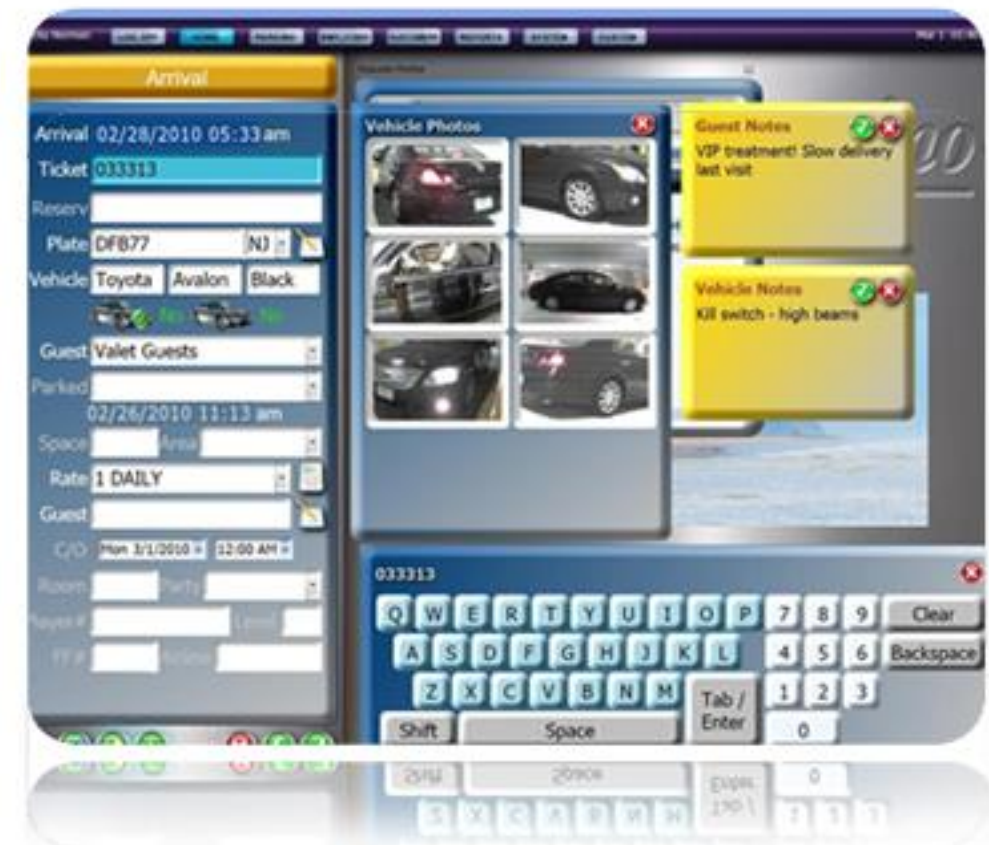 Arrival
Arrival 02/28/2010 05:33 am
Ticket 033313
Reserv
Plate DFB77 NJ
Vehicle Toyota Avalon Black
No No
Guest Valet Guests
Parked
02/26/2010 11:13 am
Space Area
Rate 1 DAILY
Guest
C/O Mon 3/1/2010 12:00 AM
Room Party
Level
Vehicle Photos
Guest Notes
VIP treatment! Slow delivery
last visit
Vehicle Notes
Kill switch - high beams
033313
Q W E R T Y U I O P 7 8 9 Clear
A S D F G H J K L 4 5 6 Backspace
Z X C V B N M Tab / Enter 1 2 3
Shift Space 0